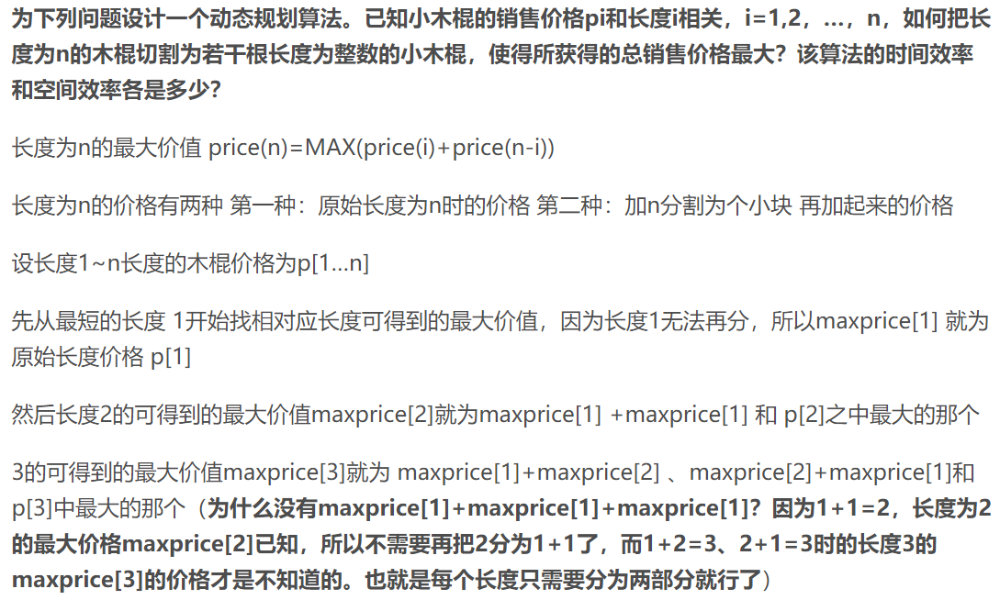 为下列问题设计一个动态规划算法。已知小木棍的销售价格pi和长度i相关，i=1,2，…，n，如何把长
度为n的木棍切割为若干根长度为整数的小木棍，使得所获得的总销售价格最大？该算法的时间效率
和空间效率各是多少？
长度为n的最大价值 price(n)=MAX(price(i)+price(n-i))
长度为n的价格有两种 第一种：原始长度为n时的价格 第二种：加n分割为个小块 再加起来的价格
设长度1~n长度的木棍价格为p[1…n]
先从最短的长度 1开始找相对应长度可得到的最大价值，因为长度1无法再分，所以maxprice[1] 就为
原始长度价格 p[1]
然后长度2的可得到的最大价值maxprice[2]就为maxprice[1] +maxprice[1] 和 p[2]之中最大的那个
3的可得到的最大价值maxprice[3]就为 maxprice[1]+maxprice[2] 、maxprice[2]+maxprice[1]和
p[3]中最大的那个（为什么没有maxprice[1]+maxprice[1]+maxprice[1]？因为1+1=2，长度为2
的最大价格maxprice[2]已知，所以不需要再把2分为1+1了，而1+2=3、2+1=3时的长度3的
maxprice[3]的价格才是不知道的。也就是每个长度只需要分为两部分就行了）